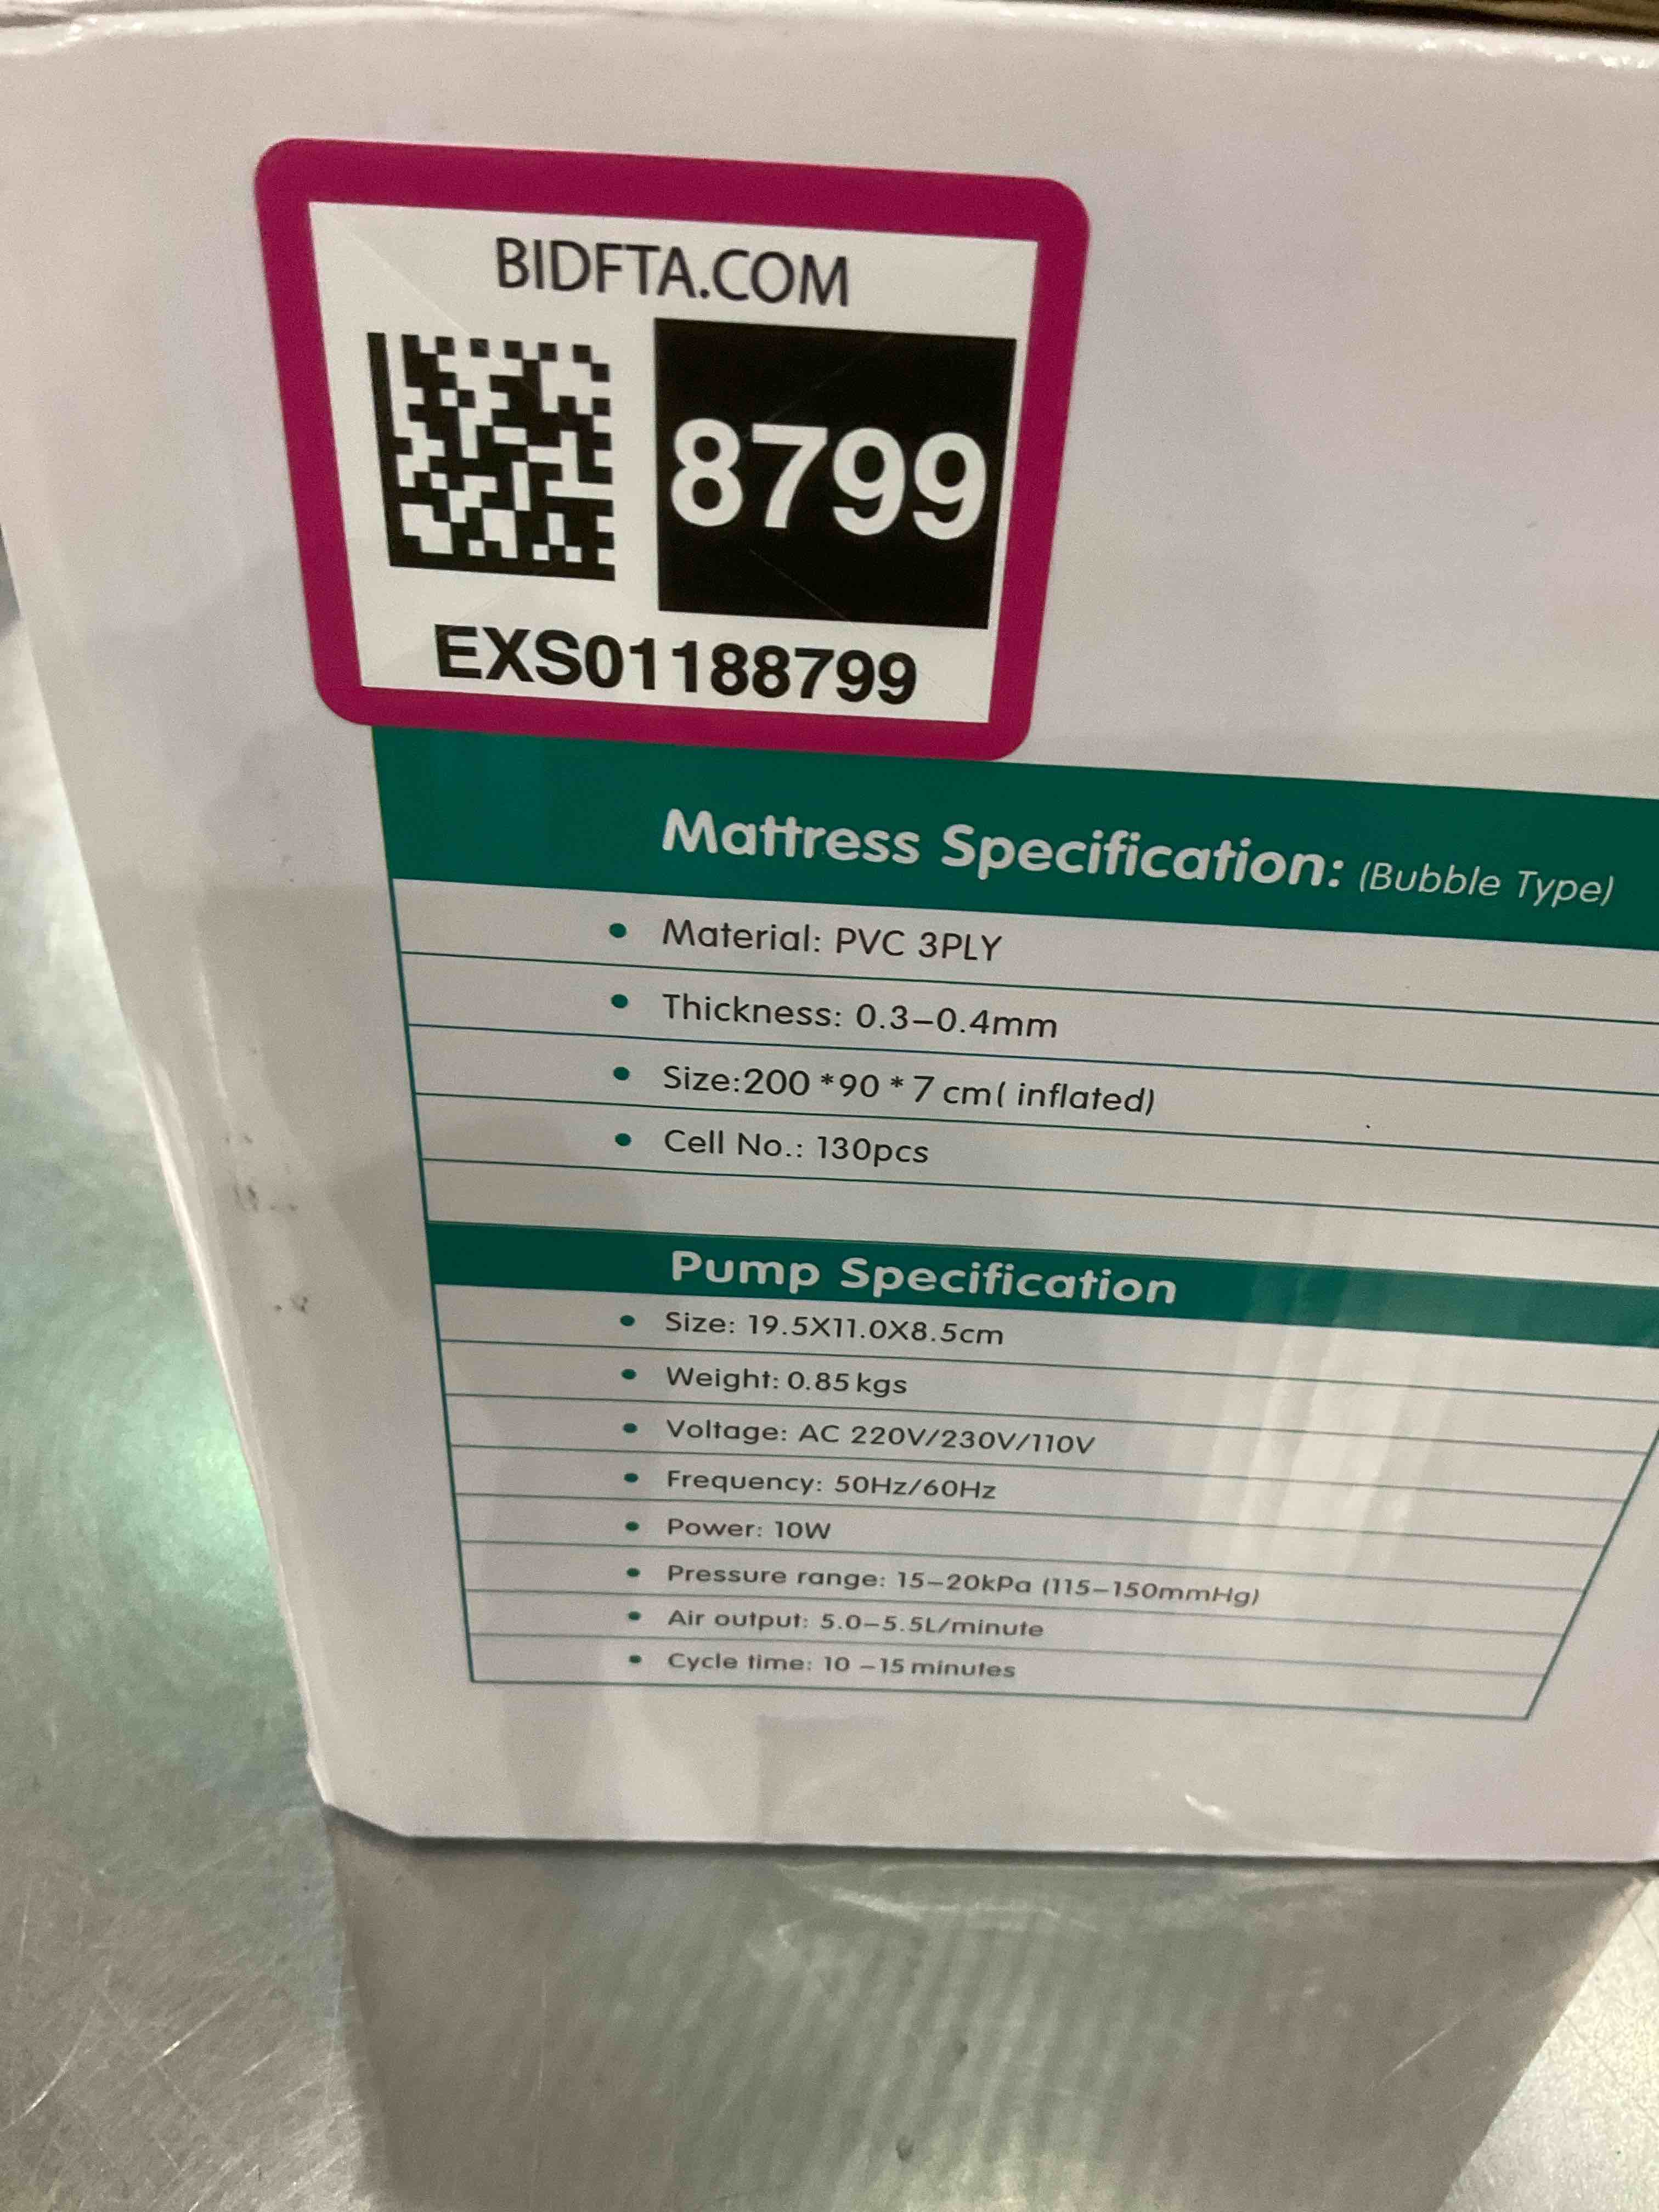 BIDFTA.COM
8799
EXS01188799
Mattress Specification: (Bubble Type)
• Material: PVC 3PLY
• Thickness: 0.3–0.4mm
• Size:200 *90 * 7 cm( inflated)
• Cell No.: 130pcs
Pump Specification
• Size: 19.5X11.0X8.5cm
• Weight: 0.85kgs
• Voltage: AC 220V/230V/110V
• Frequency: 50Hz/60Hz
• Power: 10W
• Pressure range: 15–20kPa (115–150mmHg)
• Air output: 5.0–5.5L/minute
• Cycle time: 10 –15 minutes